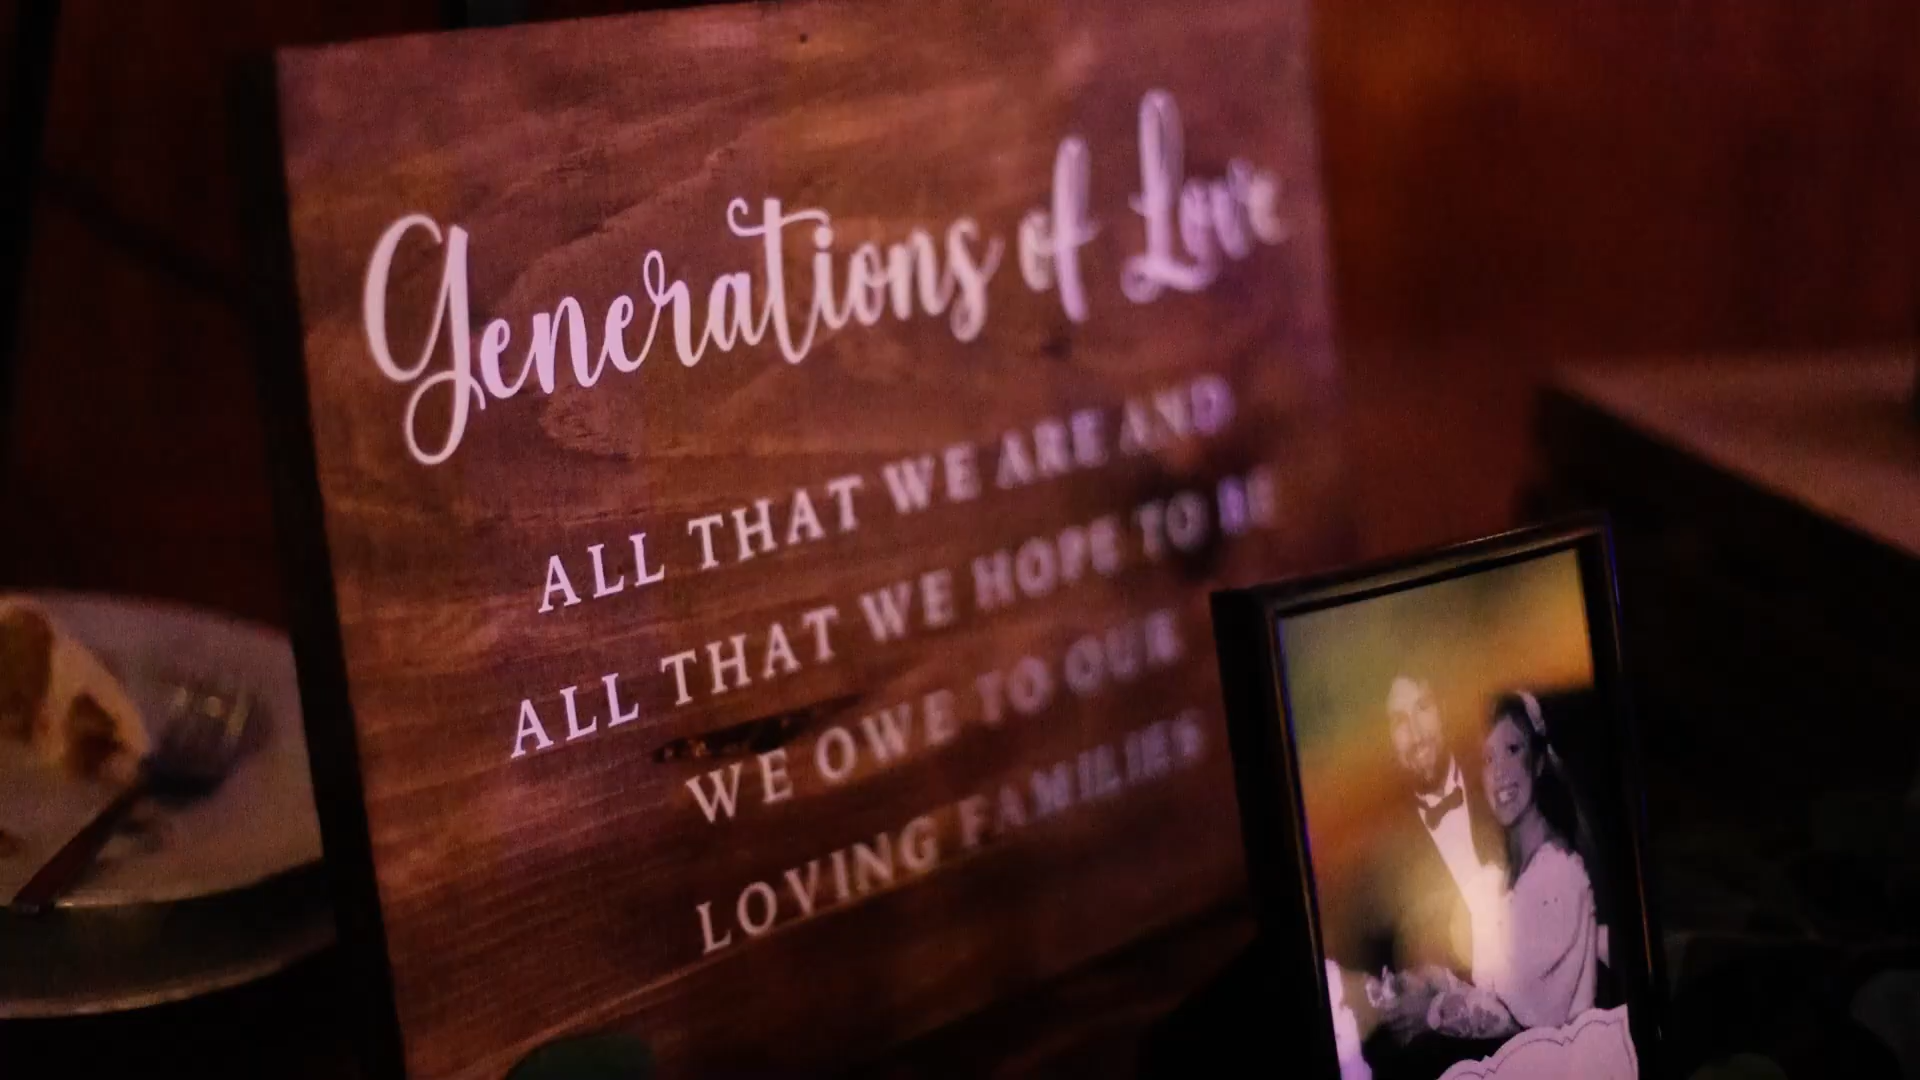 Generations of Love
ALL THAT WE ARE AND
ALL THAT WE HOPE TO BE
WE OWE TO OUR
LOVING FAMILIES